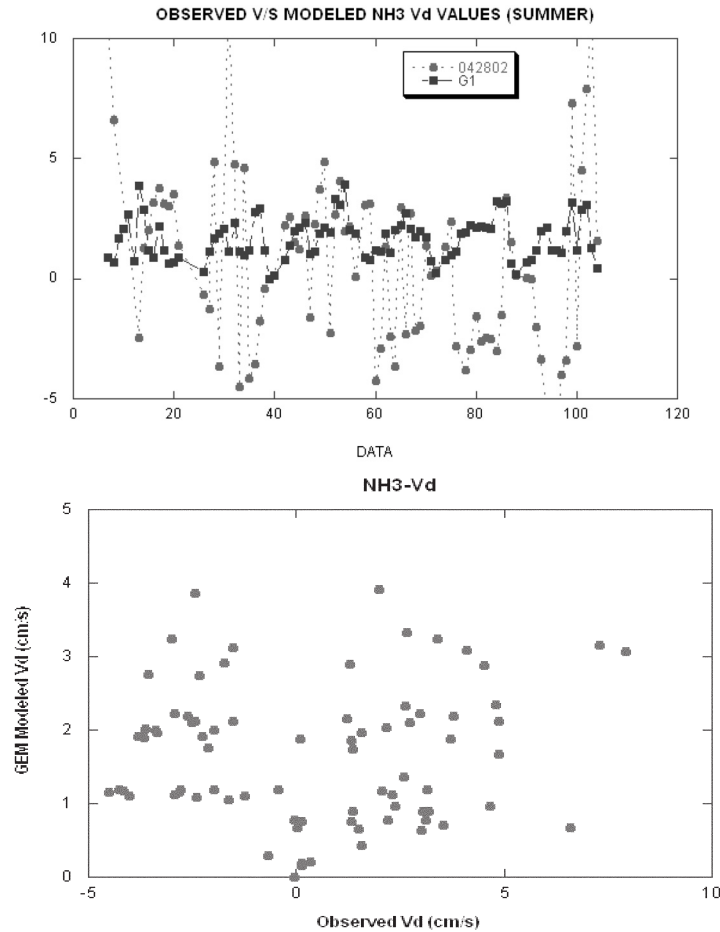 OBSERVED V/S MODELED NH3 Vd VALUES (SUMMER)
10
5
0
-5
042802
G1
0 20 40 60 80 100 120
DATA
NH3-Vd
5
4
3
2
1
0
GEM Modeled Vd (cm/s)
-5 0 5 10
Observed Vd (cm/s)